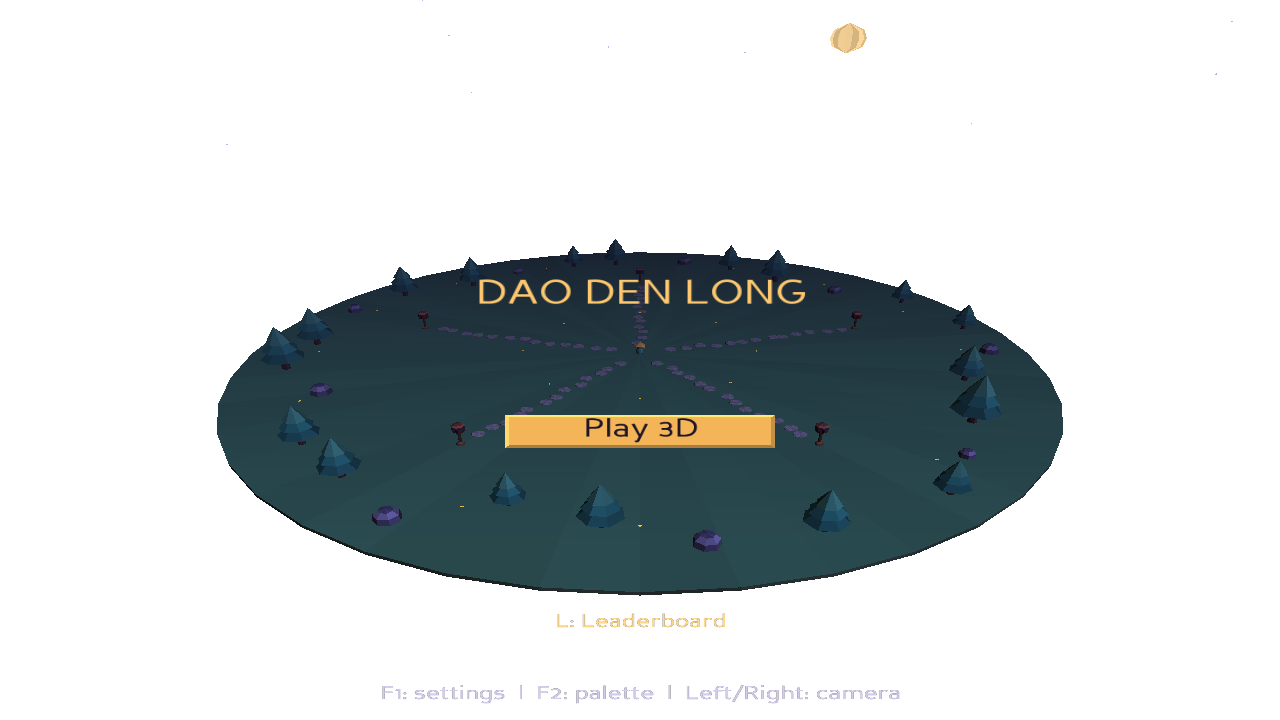 DAO DEN LONG
Play 3D
L: Leaderboard
F1: settings | F2: palette | Left/Right: camera